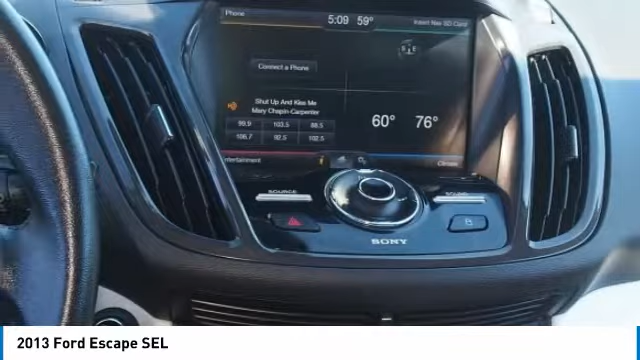 Phone
5:09 59°
Insert Nav SD Card
Connect a Phone
Shut Up And Kiss Me
Mary Chapin-Carpenter
60° 76°
99.9 103.5 88.5
106.7 92.5 102.5
Entertainment
Climate
SOURCE
SOUND
SONY
2013 Ford Escape SEL